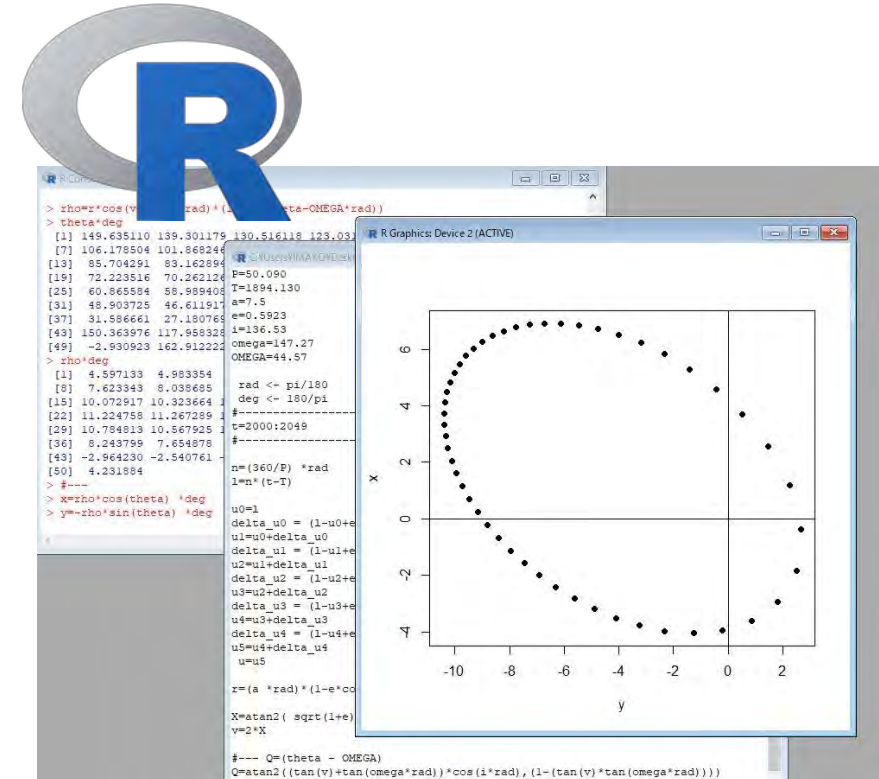 R
R
> rho=r*cos(v
rad)*(
eta-OMEGA*rad))
> theta*deg
[1] 149.635110 139.301179 130.516118 123.031
[7] 106.178504 101.868246
[13] 85.704291 83.162894
[19] 72.223516 70.262126
[25] 60.865584 58.989408
[31] 48.903725 46.611917
[37] 31.586661 27.180769
[43] 150.363976 117.958328
[49] -2.930923 162.912222
> rho*deg
[1] 4.597133 4.983354
[8] 7.623343 8.038685
[15] 10.072917 10.323664 1
[22] 11.224758 11.267289 1
[29] 10.784813 10.567925 1
[36] 8.243799 7.654878
[43] -2.964230 -2.540761 -
[50] 4.231884
> #---
> x=rho*cos(theta) *deg
> y=-rho*sin(theta) *deg
P=50.090
T=1894.130
a=7.5
e=0.5923
i=136.53
omega=147.27
OMEGA=44.57
rad <- pi/180
deg <- 180/pi
#--------------------
t=2000:2049
#--------------------
n=(360/P) *rad
l=n*(t-T)
u0=1
delta_u0 = (l-u0+e
u1=u0+delta_u0
delta_u1 = (l-u1+e
u2=u1+delta_u1
delta_u2 = (l-u2+e
u3=u2+delta_u2
delta_u3 = (l-u3+e
u4=u3+delta_u3
delta_u4 = (l-u4+e
u5=u4+delta_u4
u=u5
r=(a *rad)*(1-e*co
X=atan2( sqrt(1+e)
v=2*X
#--- Q=(theta - OMEGA)
Q=atan2((tan(v)+tan(omega*rad))*cos(i*rad),(1-(tan(v)*tan(omega*rad))))
R Graphics: Device 2 (ACTIVE)
6
4
2
0
-2
-4
x
-10 -8 -6 -4 -2 0 2
y